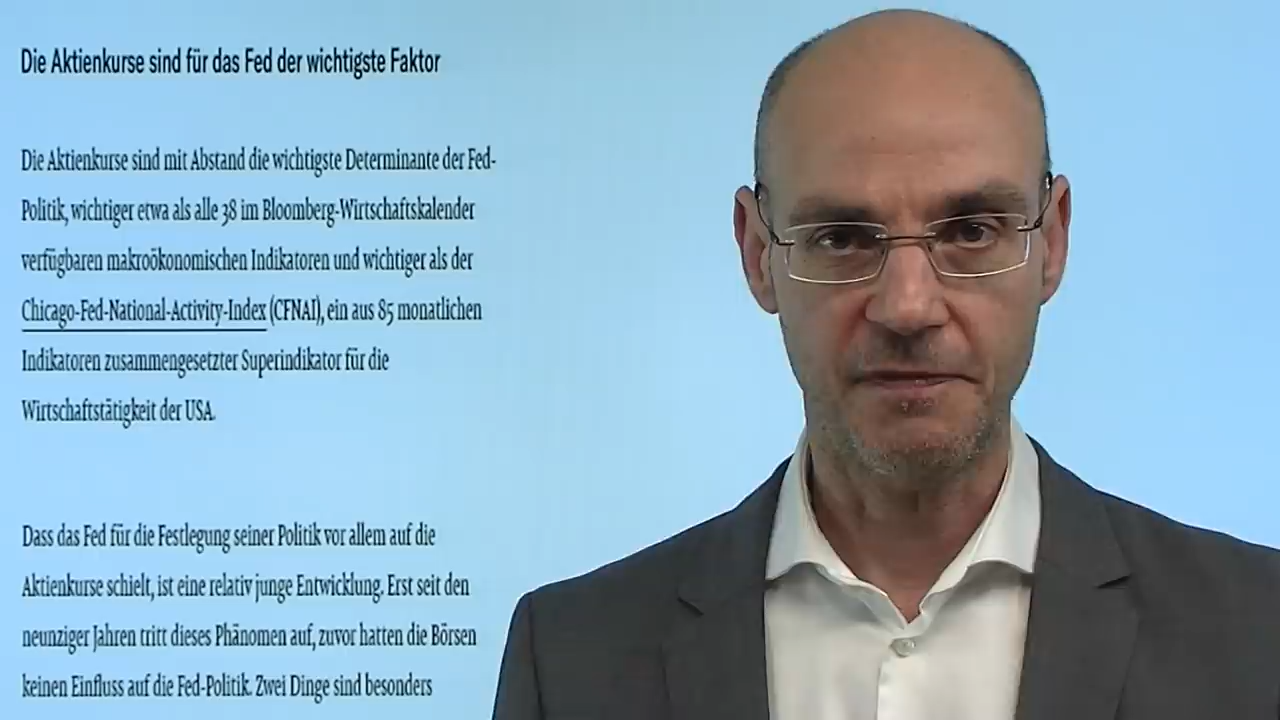 Die Aktienkurse sind für das Fed der wichtigste Faktor
Die Aktienkurse sind mit Abstand die wichtigste Determinante der Fed-
Politik, wichtiger etwa als alle 38 im Bloomberg-Wirtschaftskalender
verfügbaren makroökonomischen Indikatoren und wichtiger als der
Chicago-Fed-National-Activity-Index (CFNAI), ein aus 85 monatlichen
Indikatoren zusammengesetzter Superindikator für die
Wirtschaftstätigkeit der USA.
Dass das Fed für die Festlegung seiner Politik vor allem auf die
Aktienkurse schielt, ist eine relativ junge Entwicklung. Erst seit den
neunziger Jahren tritt dieses Phänomen auf, zuvor hatten die Börsen
keinen Einfluss auf die Fed-Politik. Zwei Dinge sind besonders